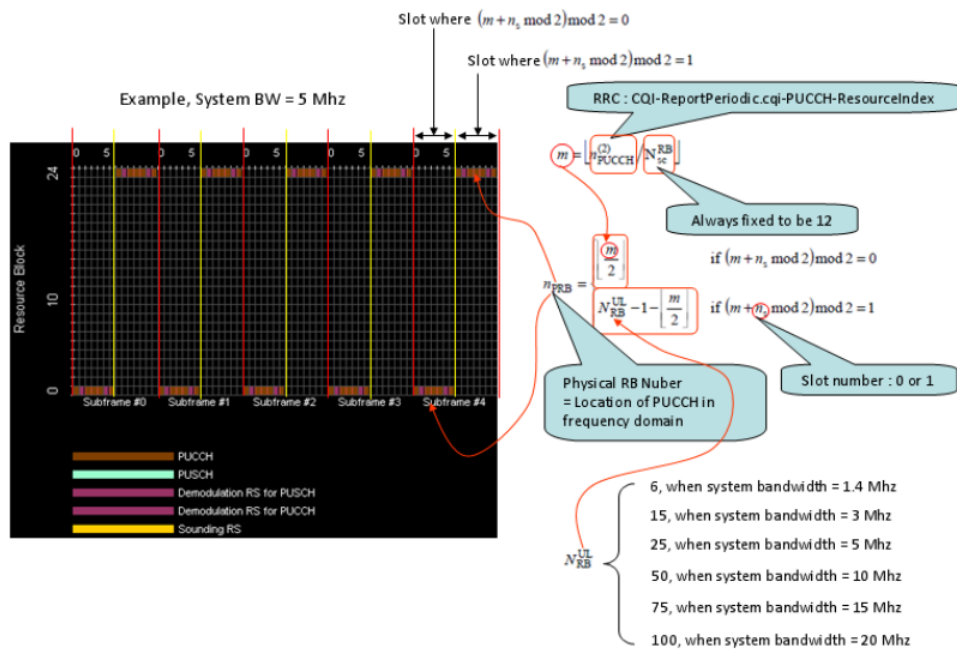 Slot where (m + n_s mod 2) mod 2 = 0
Slot where (m + n_s mod 2) mod 2 = 1
Example, System BW = 5 Mhz
RRC : CQI-ReportPeriodic.cqi-PUCCH-ResourceIndex
0 5 0 5 0 5 0 5 0 5
m = ⌊n_PUCCH^(2) / N_sc^RB⌋
24
Always fixed to be 12
Resource Block
10
0
n_PRB =
⌊m/2⌋ if (m + n_s mod 2) mod 2 = 0
N_RB^UL − 1 − ⌊m/2⌋ if (m + n_s mod 2) mod 2 = 1
Slot number : 0 or 1
Physical RB Nuber
= Location of PUCCH in
frequency domain
Subframe #0 Subframe #1 Subframe #2 Subframe #3 Subframe #4
PUCCH
PUSCH
Demodulation RS for PUSCH
Demodulation RS for PUCCH
Sounding RS
N_RB^UL
6, when system bandwidth = 1.4 Mhz
15, when system bandwidth = 3 Mhz
25, when system bandwidth = 5 Mhz
50, when system bandwidth = 10 Mhz
75, when system bandwidth = 15 Mhz
100, when system bandwidth = 20 Mhz